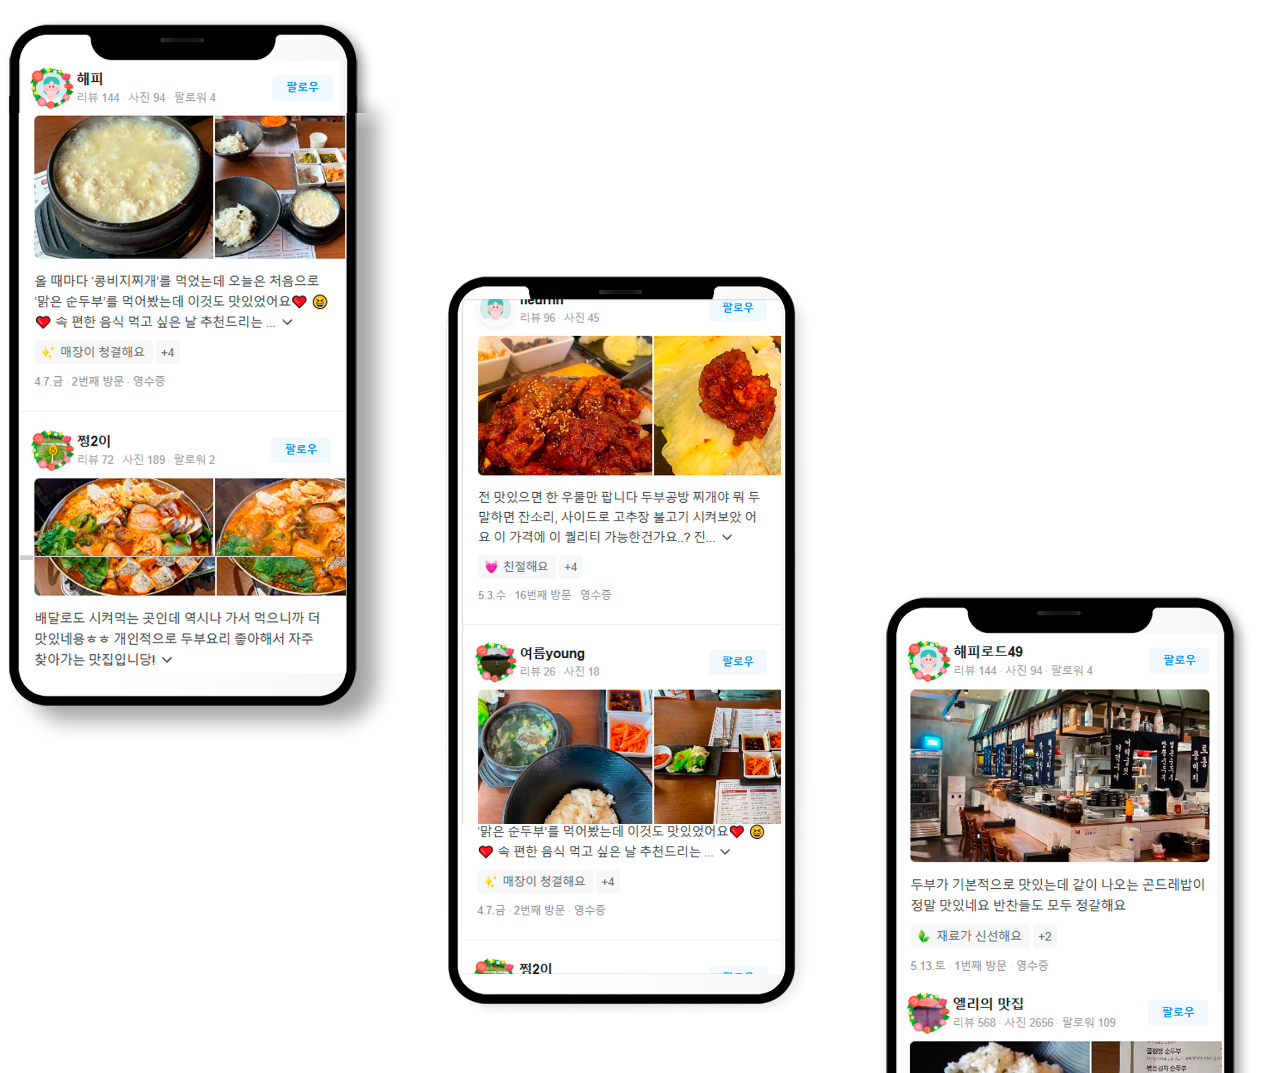 해피
리뷰 144 · 사진 94 · 팔로워 4
팔로우
올 때마다 '콩비지찌개'를 먹었는데 오늘은 처음으로
'맑은 순두부'를 먹어봤는데 이것도 맛있었어요❤️ 😆
❤️ 속 편한 음식 먹고 싶은 날 추천드리는 ...
✨ 매장이 청결해요 +4
4.7.금 · 2번째 방문 · 영수증
쩡2이
리뷰 72 · 사진 189 · 팔로워 2
팔로우
배달로도 시켜먹는 곳인데 역시나 가서 먹으니까 더
맛있네용ㅎㅎ 개인적으로 두부요리 좋아해서 자주
찾아가는 맛집입니당!
리뷰 96 · 사진 45
팔로우
전 맛있으면 한 우물만 팝니다 두부공방 찌개야 뭐 두
말하면 잔소리, 사이드로 고추장 불고기 시켜보았 어
요 이 가격에 이 퀄리티 가능한건가요..? 진...
💓 친절해요 +4
5.3.수 · 16번째 방문 · 영수증
여름young
리뷰 26 · 사진 18
팔로우
'맑은 순두부'를 먹어봤는데 이것도 맛있었어요❤️ 😆
❤️ 속 편한 음식 먹고 싶은 날 추천드리는 ...
✨ 매장이 청결해요 +4
4.7.금 · 2번째 방문 · 영수증
쩡2이
팔로우
해피로드49
리뷰 144 · 사진 94 · 팔로워 4
팔로우
두부가 기본적으로 맛있는데 같이 나오는 곤드레밥이
정말 맛있네요 반찬들도 모두 정갈해요
🌿 재료가 신선해요 +2
5.13.토 · 1번째 방문 · 영수증
엘리의 맛집
리뷰 568 · 사진 2656 · 팔로워 109
팔로우